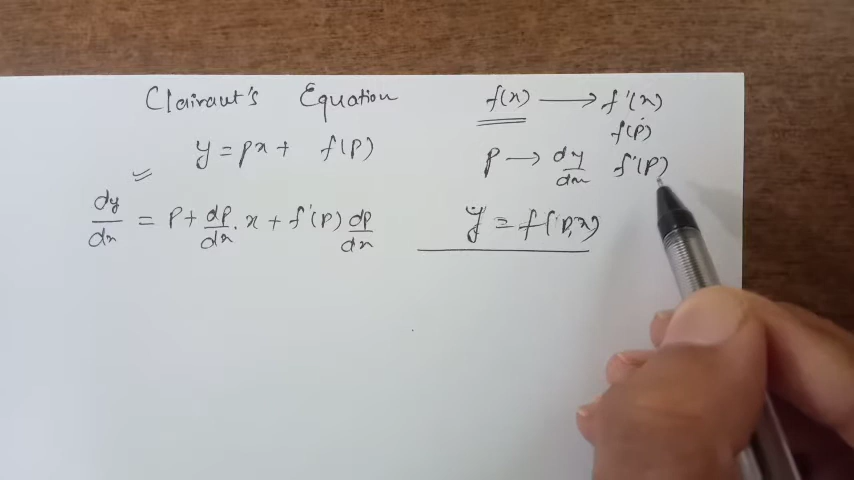 Clairaut's Equation
y = px + f(p)
dy/dx = p + dp/dx . x + f'(p) dp/dx
f(x) → f'(x)
f(p)
p → dy/dx f'(p)
y = f(p,x)